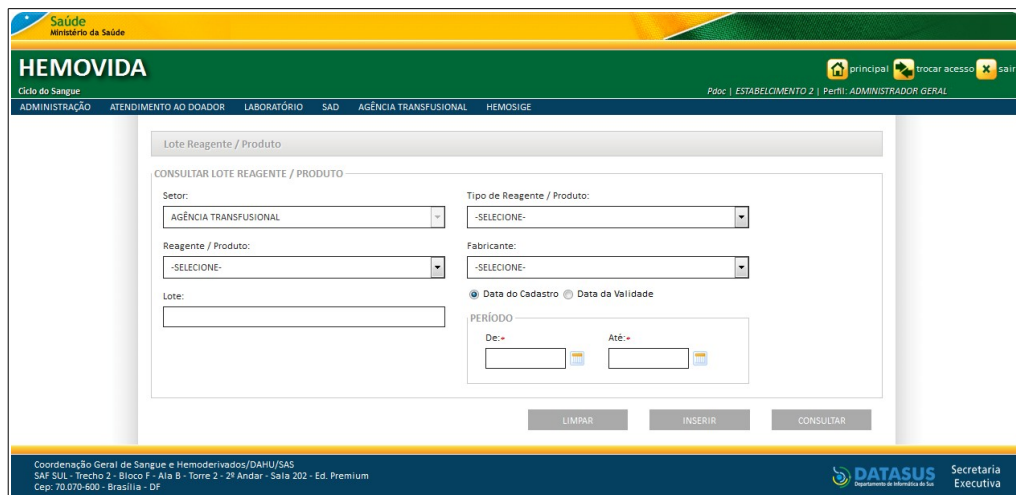 Saúde
Ministério da Saúde
HEMOVIDA
principal trocar acesso sair
Ciclo do Sangue
Pdoc | ESTABELCIMENTO 2 | Perfil: ADMINISTRADOR GERAL
ADMINISTRAÇÃO ATENDIMENTO AO DOADOR LABORATÓRIO SAD AGÊNCIA TRANSFUSIONAL HEMOSIGE
Lote Reagente / Produto
CONSULTAR LOTE REAGENTE / PRODUTO
Setor: Tipo de Reagente / Produto:
AGÊNCIA TRANSFUSIONAL -SELECIONE-
Reagente / Produto: Fabricante:
-SELECIONE- -SELECIONE-
Lote: Data do Cadastro Data da Validade
PERÍODO
De:* Até:*
LIMPAR INSERIR CONSULTAR
Coordenação Geral de Sangue e Hemoderivados/DAHU/SAS
SAF SUL - Trecho 2 - Bloco F - Ala B - Torre 2 - 2º Andar - Sala 202 - Ed. Premium
Cep: 70.070-600 - Brasília - DF
DATASUS
Departamento de Informática do Sus
Secretaria
Executiva